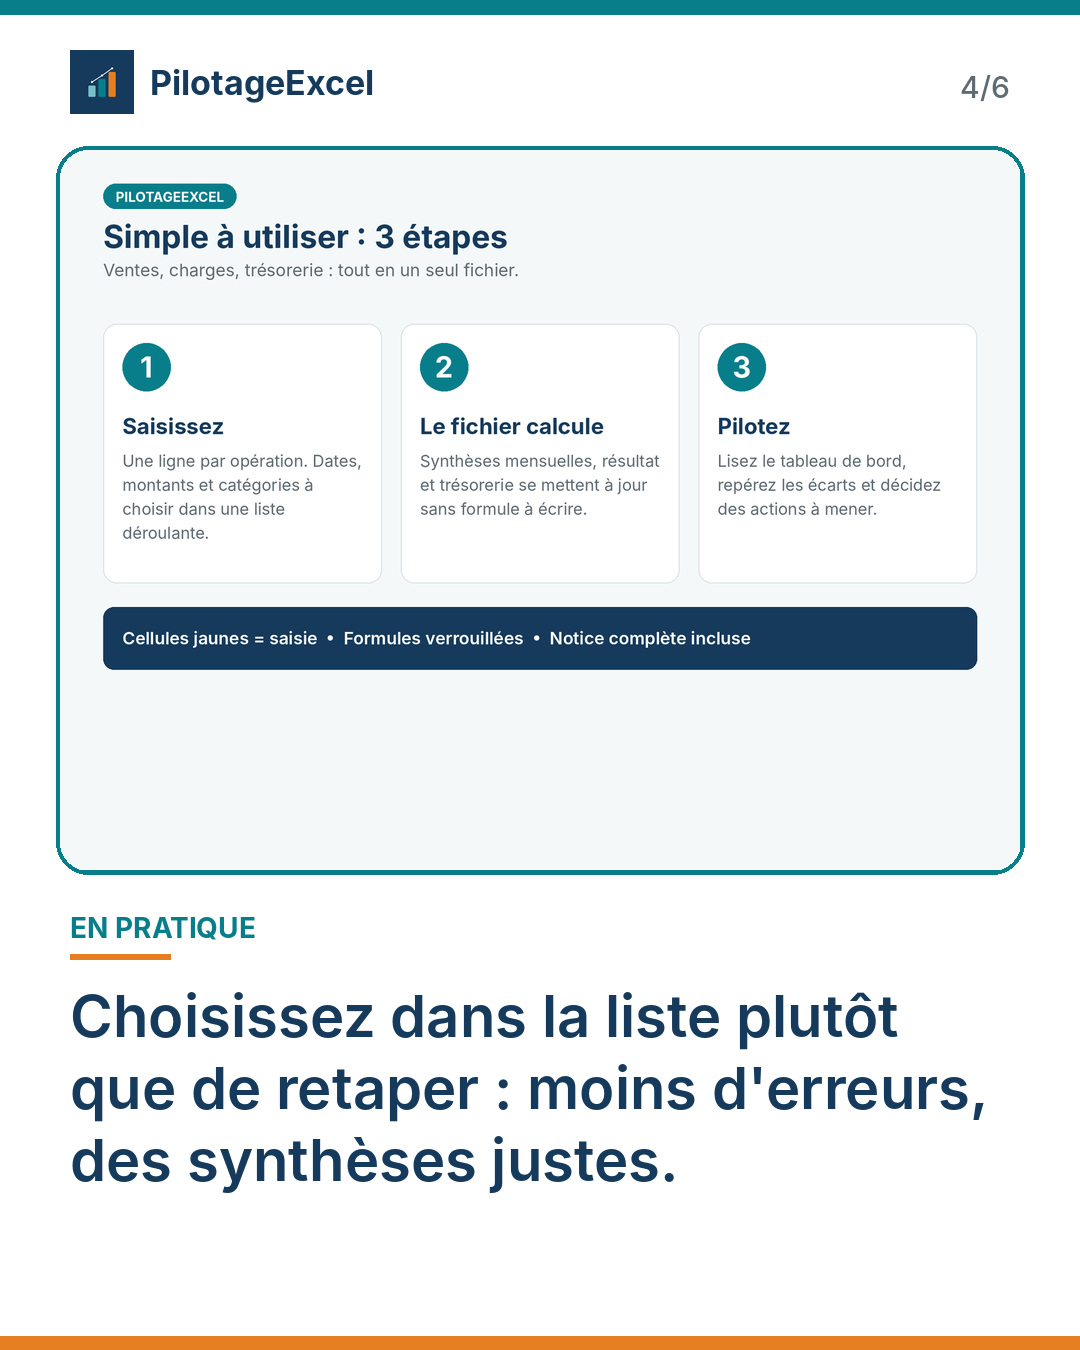 PilotageExcel
4/6
PILOTAGEEXCEL
Simple à utiliser : 3 étapes
Ventes, charges, trésorerie : tout en un seul fichier.
1
Saisissez
Une ligne par opération. Dates,
montants et catégories à
choisir dans une liste
déroulante.
2
Le fichier calcule
Synthèses mensuelles, résultat
et trésorerie se mettent à jour
sans formule à écrire.
3
Pilotez
Lisez le tableau de bord,
repérez les écarts et décidez
des actions à mener.
Cellules jaunes = saisie • Formules verrouillées • Notice complète incluse
EN PRATIQUE
Choisissez dans la liste plutôt
que de retaper : moins d'erreurs,
des synthèses justes.